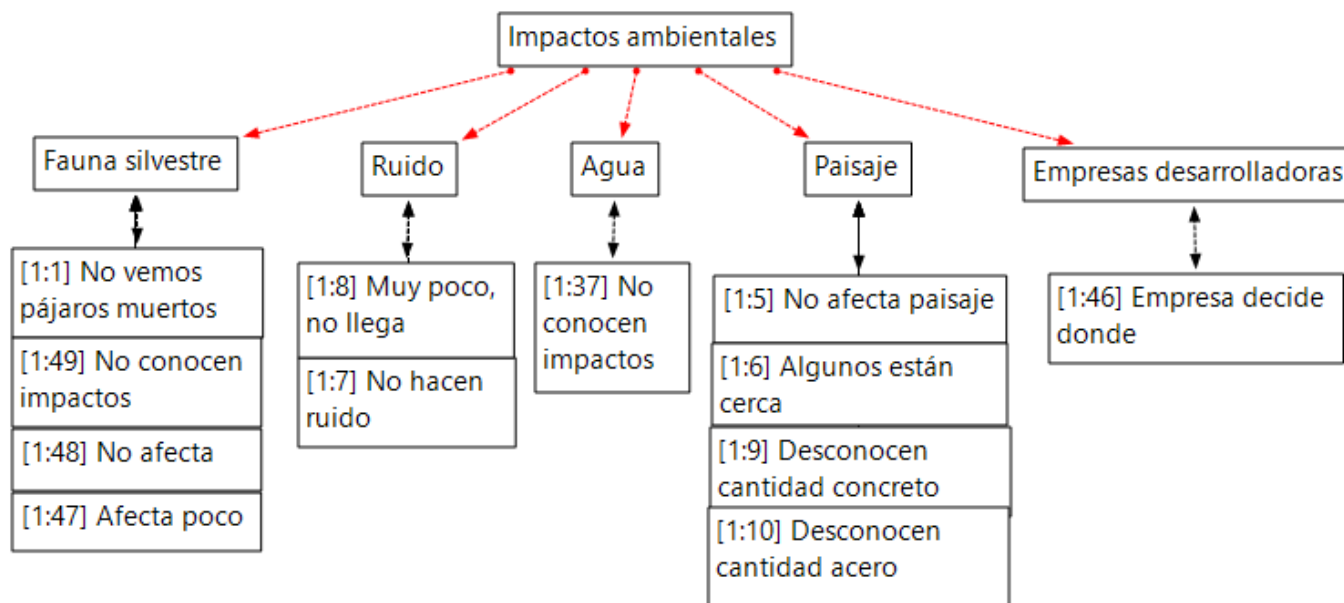 Impactos ambientales
Fauna silvestre
Ruido
Agua
Paisaje
Empresas desarrolladoras
[1:1] No vemos
pájaros muertos
[1:49] No conocen
impactos
[1:48] No afecta
[1:47] Afecta poco
[1:8] Muy poco,
no llega
[1:7] No hacen
ruido
[1:37] No
conocen
impactos
[1:5] No afecta paisaje
[1:6] Algunos están
cerca
[1:9] Desconocen
cantidad concreto
[1:10] Desconocen
cantidad acero
[1:46] Empresa decide
donde